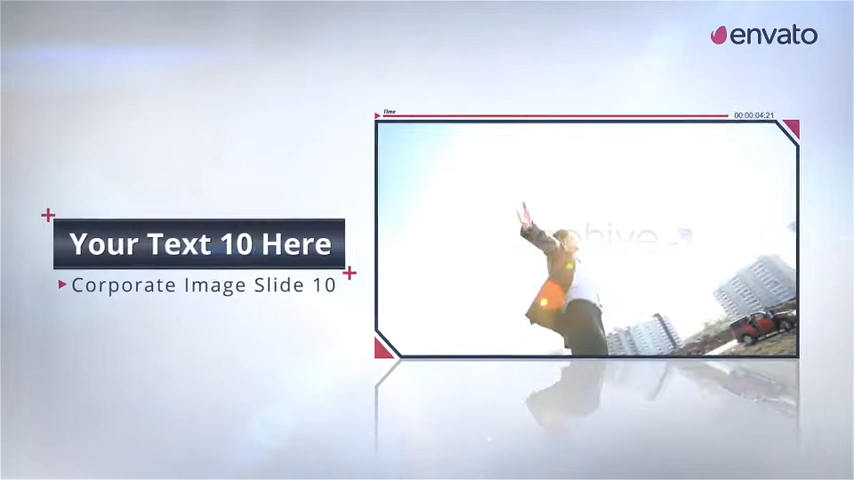 envato
Time
00:00:04:21
Your Text 10 Here
Corporate Image Slide 10